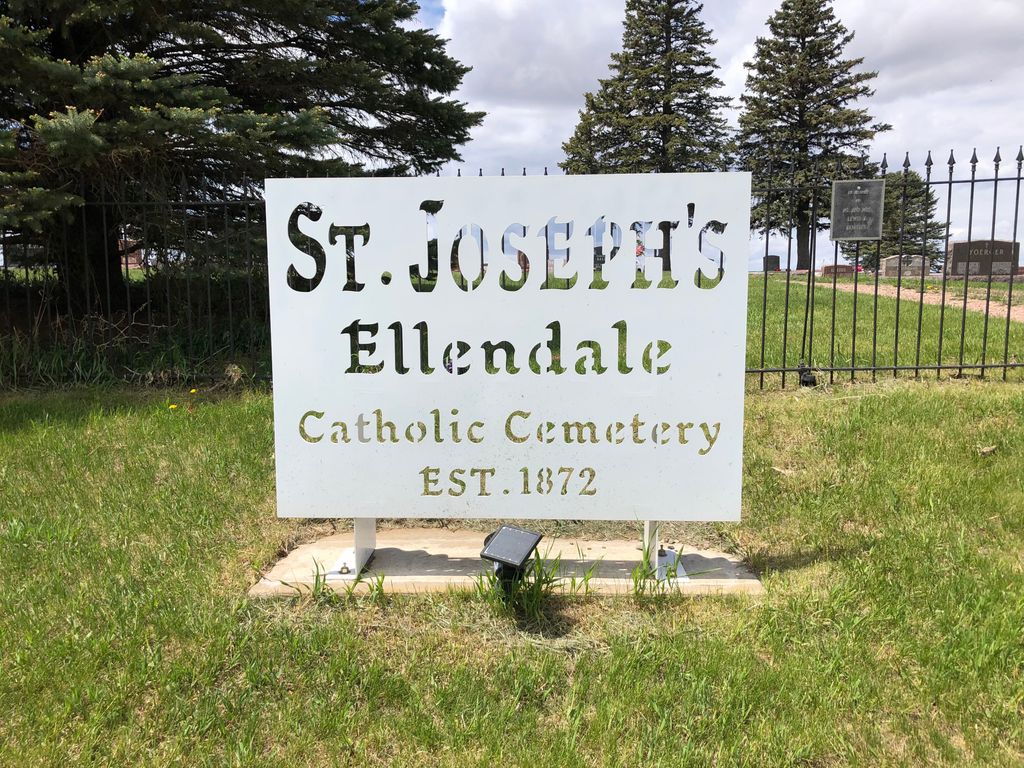 St. Joseph's
Ellendale
Catholic Cemetery
EST. 1872